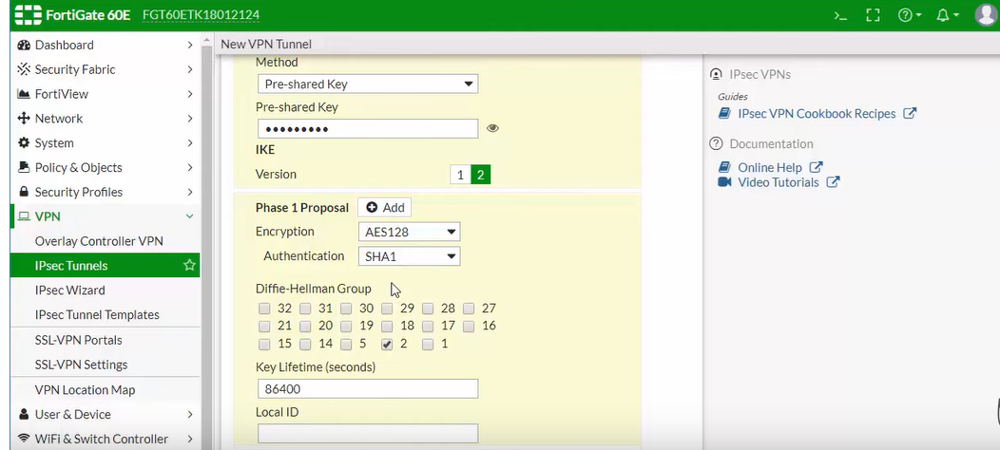 FortiGate 60E FGT60ETK18012124
Dashboard
Security Fabric
FortiView
Network
System
Policy & Objects
Security Profiles
VPN
Overlay Controller VPN
IPsec Tunnels
IPsec Wizard
IPsec Tunnel Templates
SSL-VPN Portals
SSL-VPN Settings
VPN Location Map
User & Device
WiFi & Switch Controller
New VPN Tunnel
Method
Pre-shared Key
Pre-shared Key
•••••••••
IKE
Version 1 2
Phase 1 Proposal Add
Encryption AES128
Authentication SHA1
Diffie-Hellman Group
32 31 30 29 28 27
21 20 19 18 17 16
15 14 5 2 1
Key Lifetime (seconds)
86400
Local ID
IPsec VPNs
Guides
IPsec VPN Cookbook Recipes
Documentation
Online Help
Video Tutorials